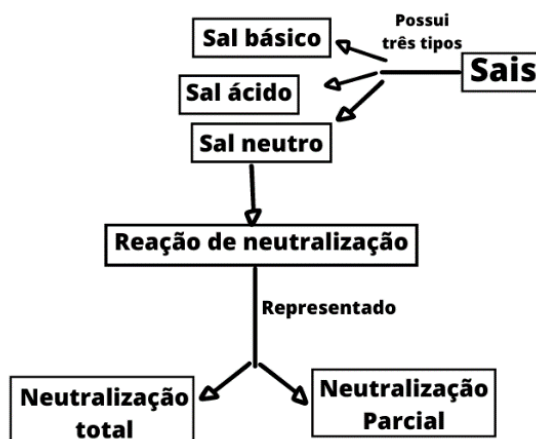 Possui
três tipos
Sais
Sal básico
Sal ácido
Sal neutro
Reação de neutralização
Representado
Neutralização
total
Neutralização
Parcial